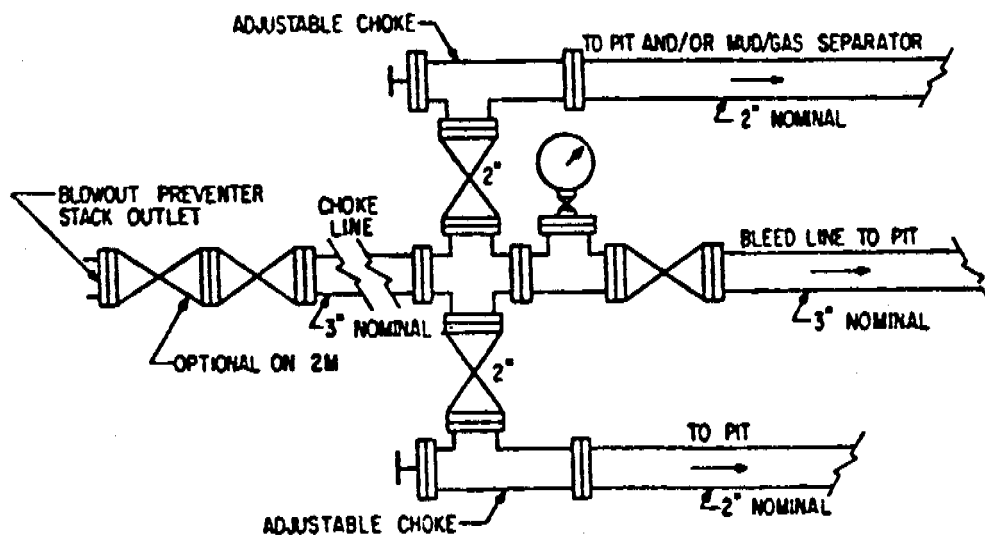 ADJUSTABLE CHOKE
TO PIT AND/OR MUD/GAS SEPARATOR
2" NOMINAL
2"
BLOWOUT PREVENTER
STACK OUTLET
CHOKE
LINE
BLEED LINE TO PIT
3" NOMINAL
3" NOMINAL
OPTIONAL ON 2M
2"
TO PIT
2" NOMINAL
ADJUSTABLE CHOKE